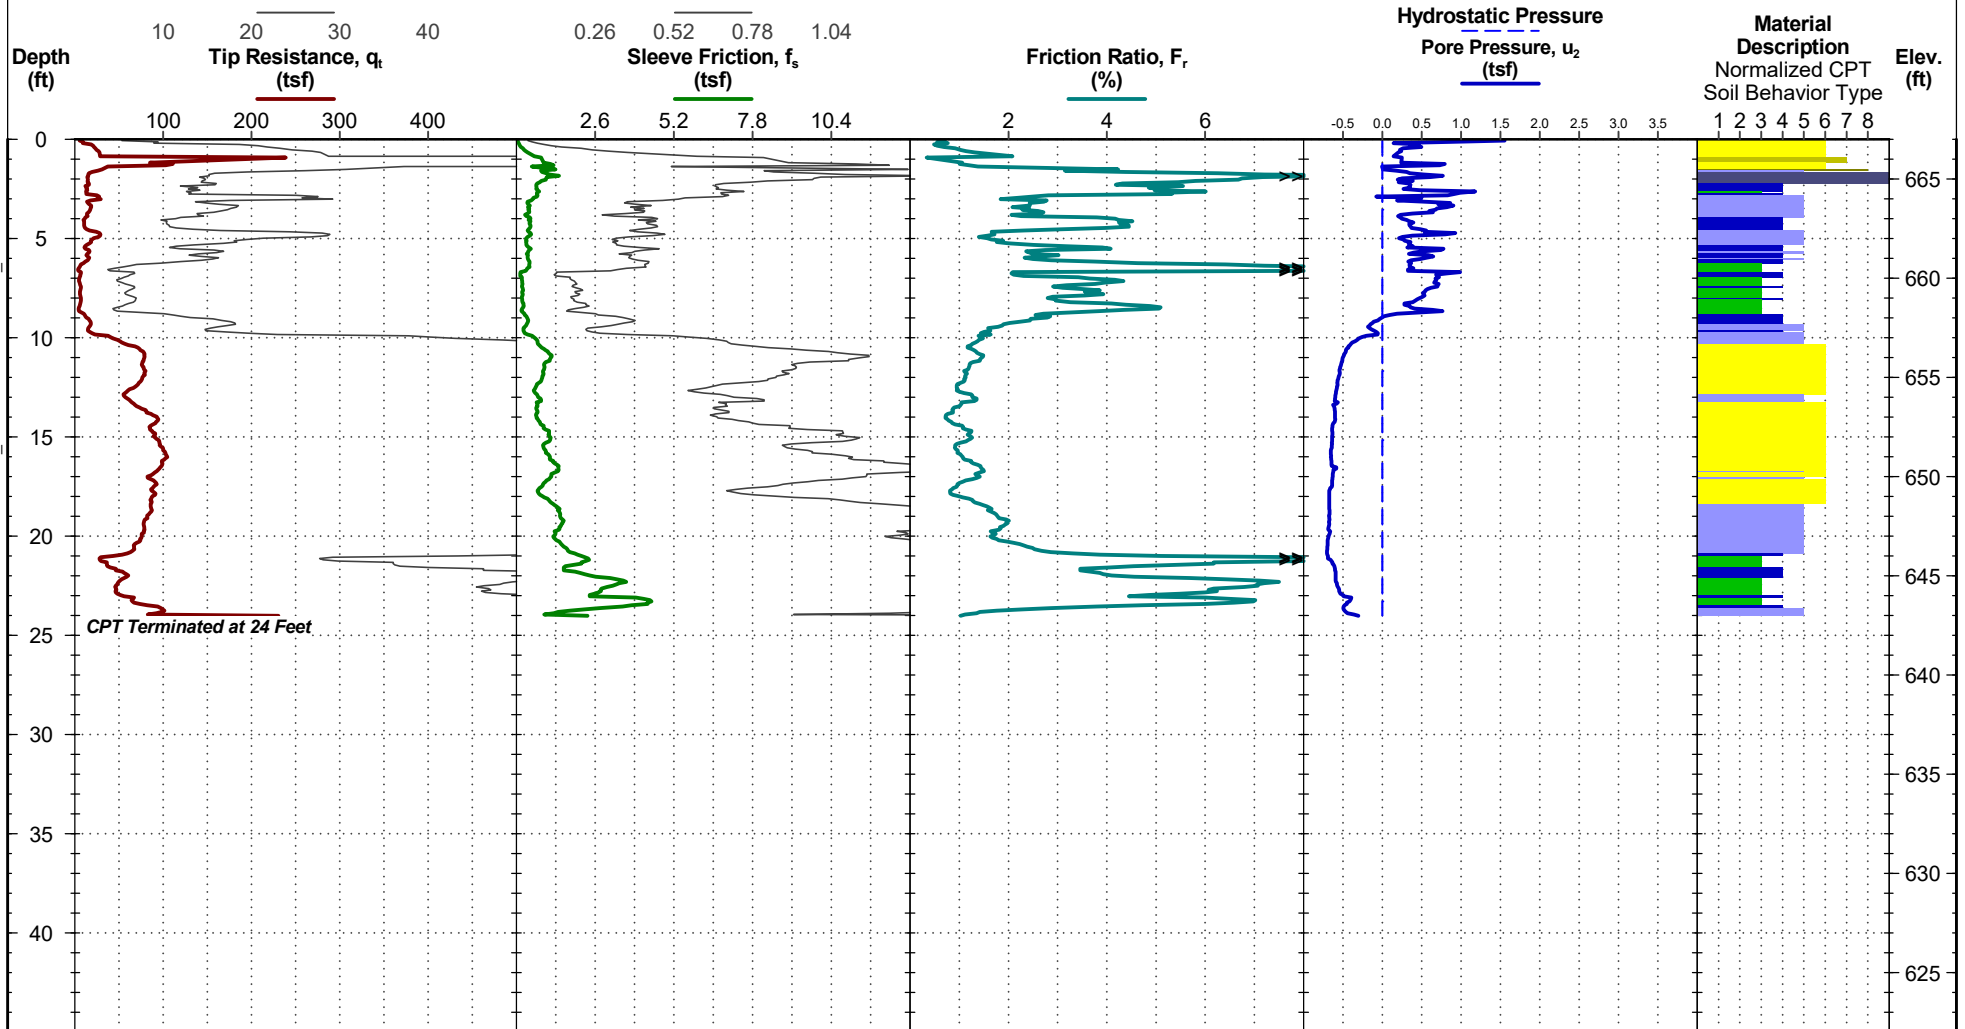 10 20 30 40
0.26 0.52 0.78 1.04
Hydrostatic Pressure
Depth
(ft)
Tip Resistance, qt
(tsf)
Sleeve Friction, fs
(tsf)
Friction Ratio, Fr
(%)
Pore Pressure, u2
(tsf)
Material
Description
Normalized CPT
Soil Behavior Type
Elev.
(ft)
100 200 300 400
2.6 5.2 7.8 10.4
2 4 6
-0.5 0.0 0.5 1.0 1.5 2.0 2.5 3.0 3.5
1 2 3 4 5 6 7 8
0
5
10
15
20
CPT Terminated at 24 Feet
25
30
35
40
665
660
655
650
645
640
635
630
625